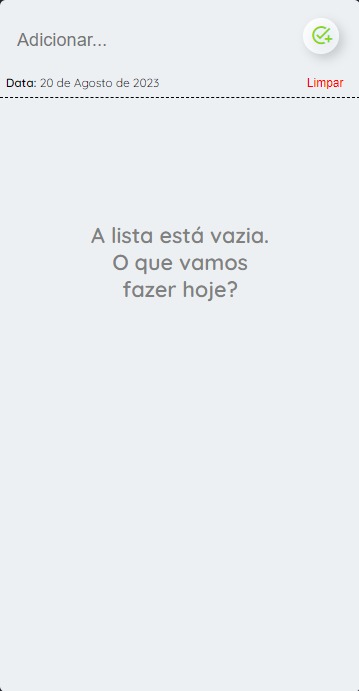 Adicionar...
Data: 20 de Agosto de 2023
Limpar
A lista está vazia.
O que vamos
fazer hoje?